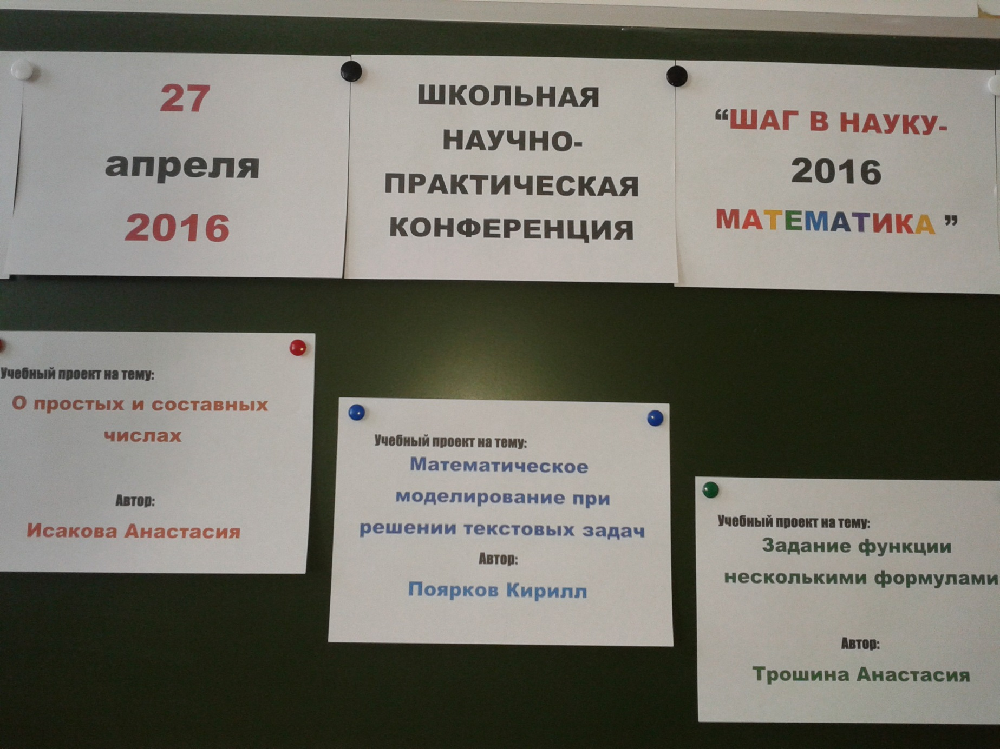 27
апреля
2016
ШКОЛЬНАЯ
НАУЧНО-
ПРАКТИЧЕСКАЯ
КОНФЕРЕНЦИЯ
“ШАГ В НАУКУ-
2016
МАТЕМАТИКА ”
Учебный проект на тему:
О простых и составных
числах
Автор:
Исакова Анастасия
Учебный проект на тему:
Математическое
моделирование при
решении текстовых задач
Автор:
Поярков Кирилл
Учебный проект на тему:
Задание функции
несколькими формулами
Автор:
Трошина Анастасия